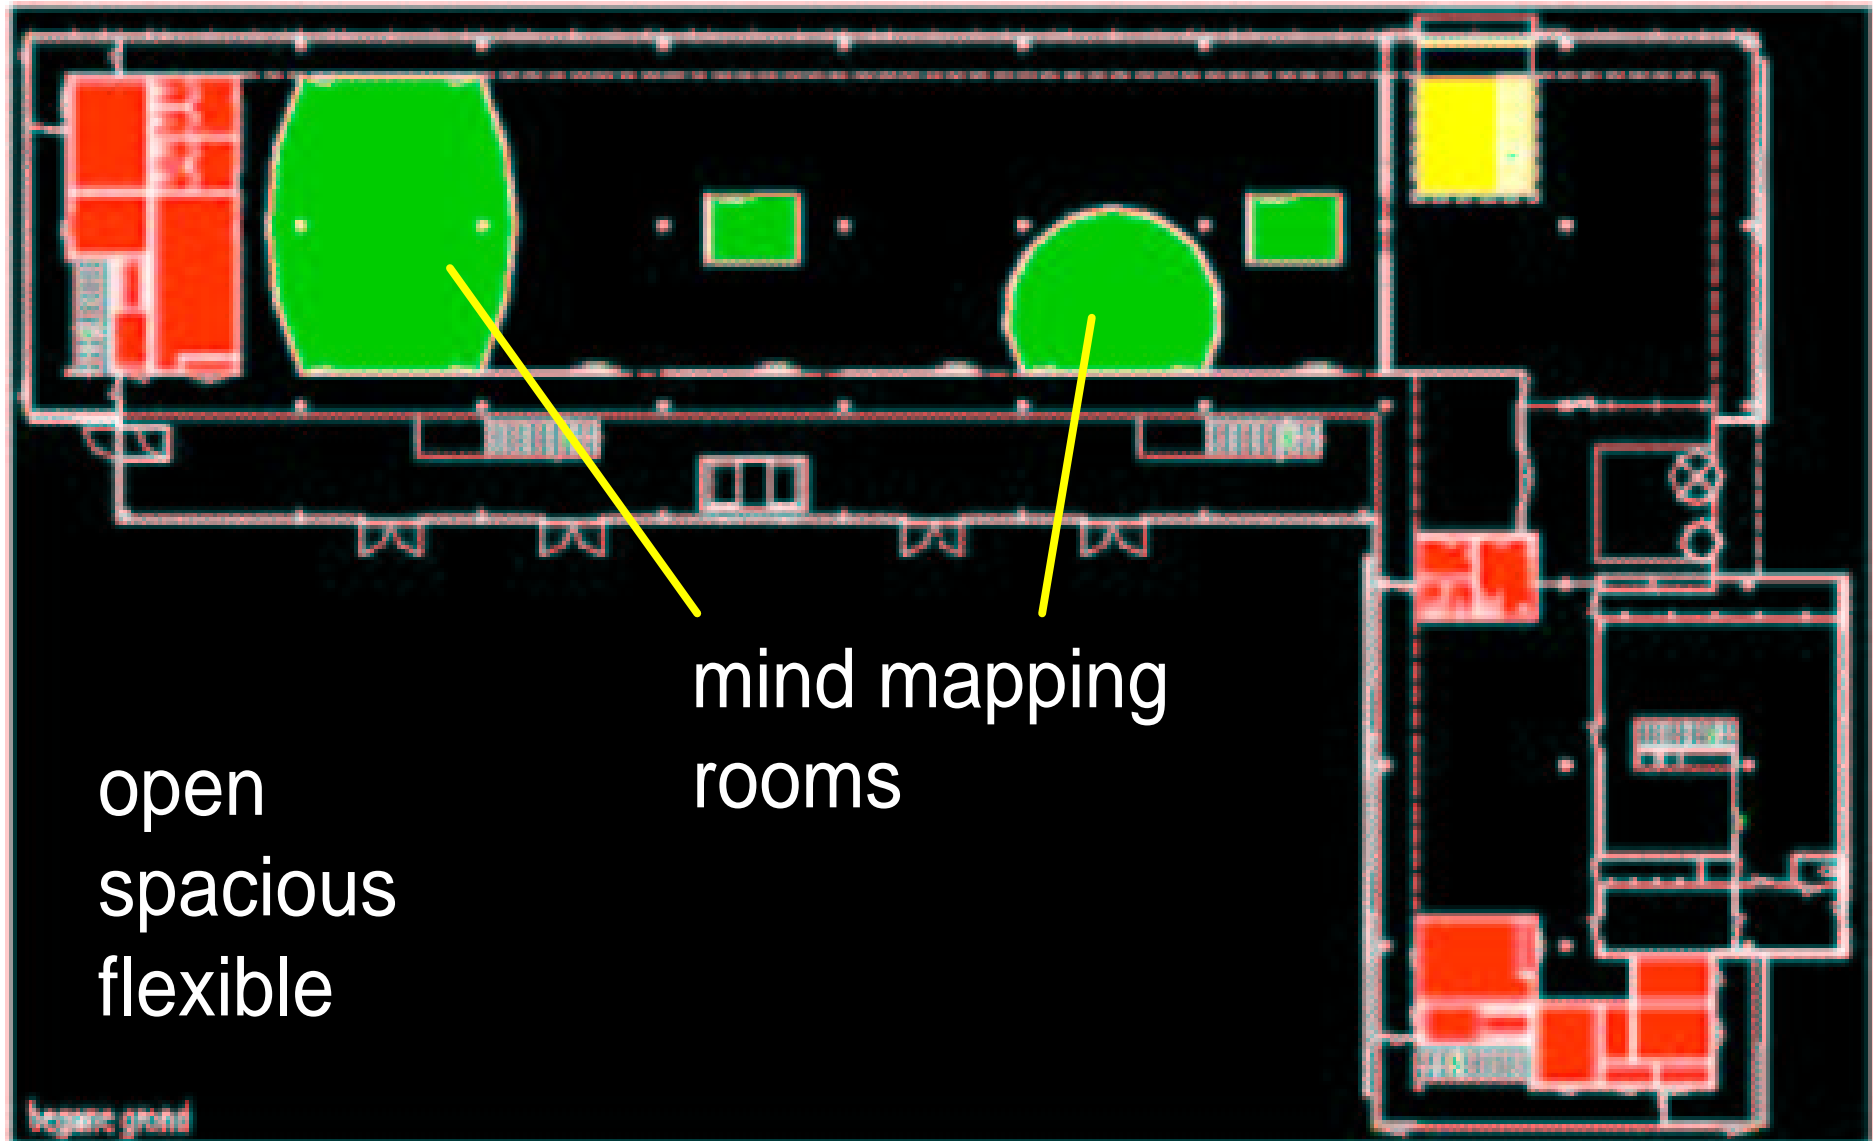 mind mapping
rooms
open
spacious
flexible
begane grond